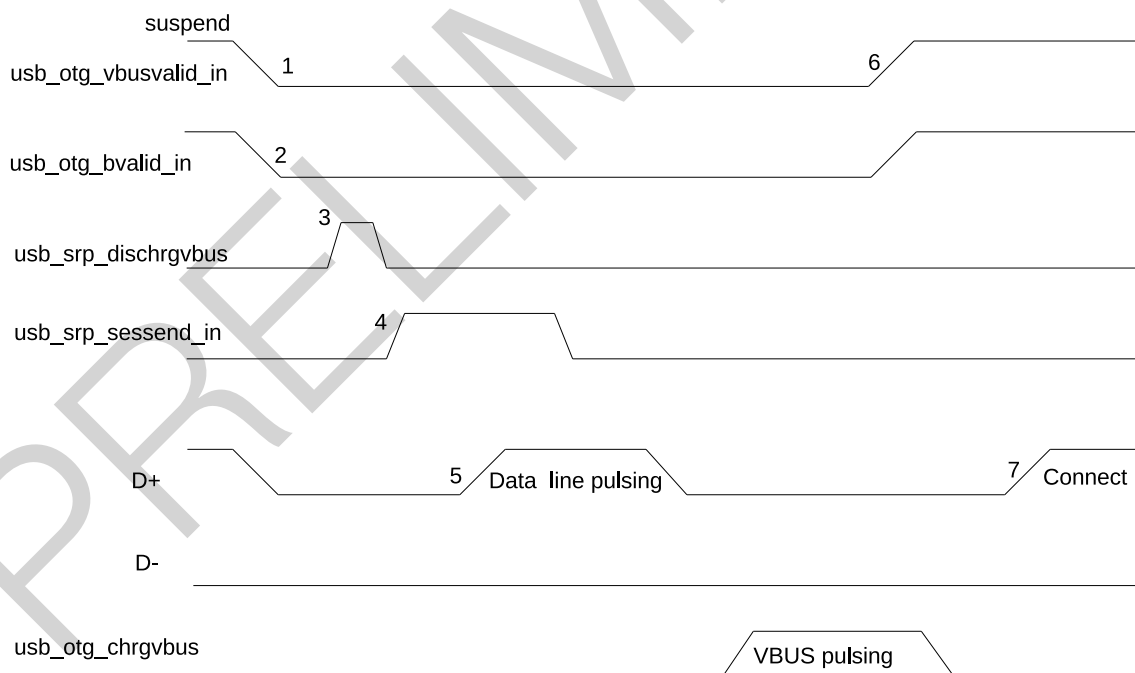 suspend
usb_otg_vbusvalid_in
1
6
usb_otg_bvalid_in
2
usb_srp_dischrgvbus
3
usb_srp_sessend_in
4
D+
5
Data line pulsing
7
Connect
D-
usb_otg_chrgvbus
VBUS pulsing